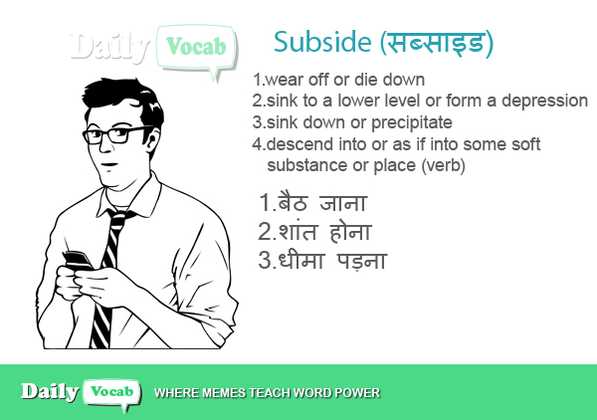 Daily Vocab
Subside (सब्साइड)
1.wear off or die down
2.sink to a lower level or form a depression
3.sink down or precipitate
4.descend into or as if into some soft
substance or place (verb)
1.बैठ जाना
2.शांत होना
3.धीमा पड़ना
Daily Vocab WHERE MEMES TEACH WORD POWER